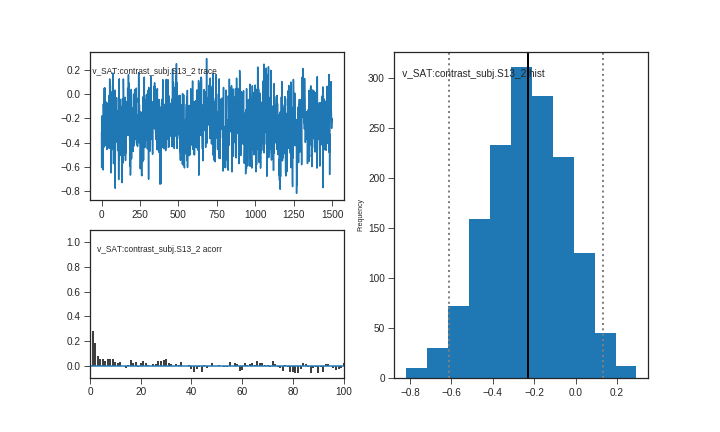 v_SAT:contrast_subj.S13_2 trace
0.2
0.0
−0.2
−0.4
−0.6
−0.8
0 250 500 750 1000 1250 1500
v_SAT:contrast_subj.S13_2 acorr
1.0
0.8
0.6
0.4
0.2
0.0
0 20 40 60 80 100
v_SAT:contrast_subj.S13_2 hist
Frequency
300
250
200
150
100
50
0
−0.8 −0.6 −0.4 −0.2 0.0 0.2